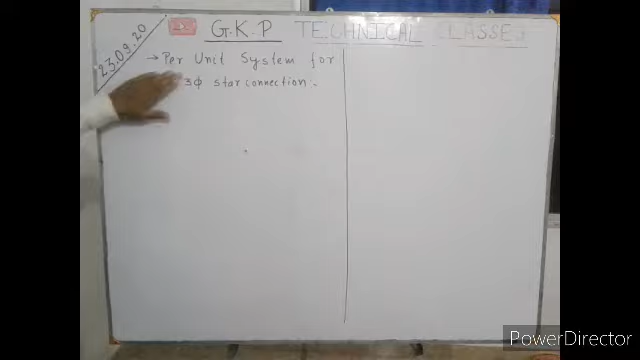 23.09.20
G.K.P TECHNICAL CLASSES
→ Per Unit System for
3φ star connection :-
PowerDirector